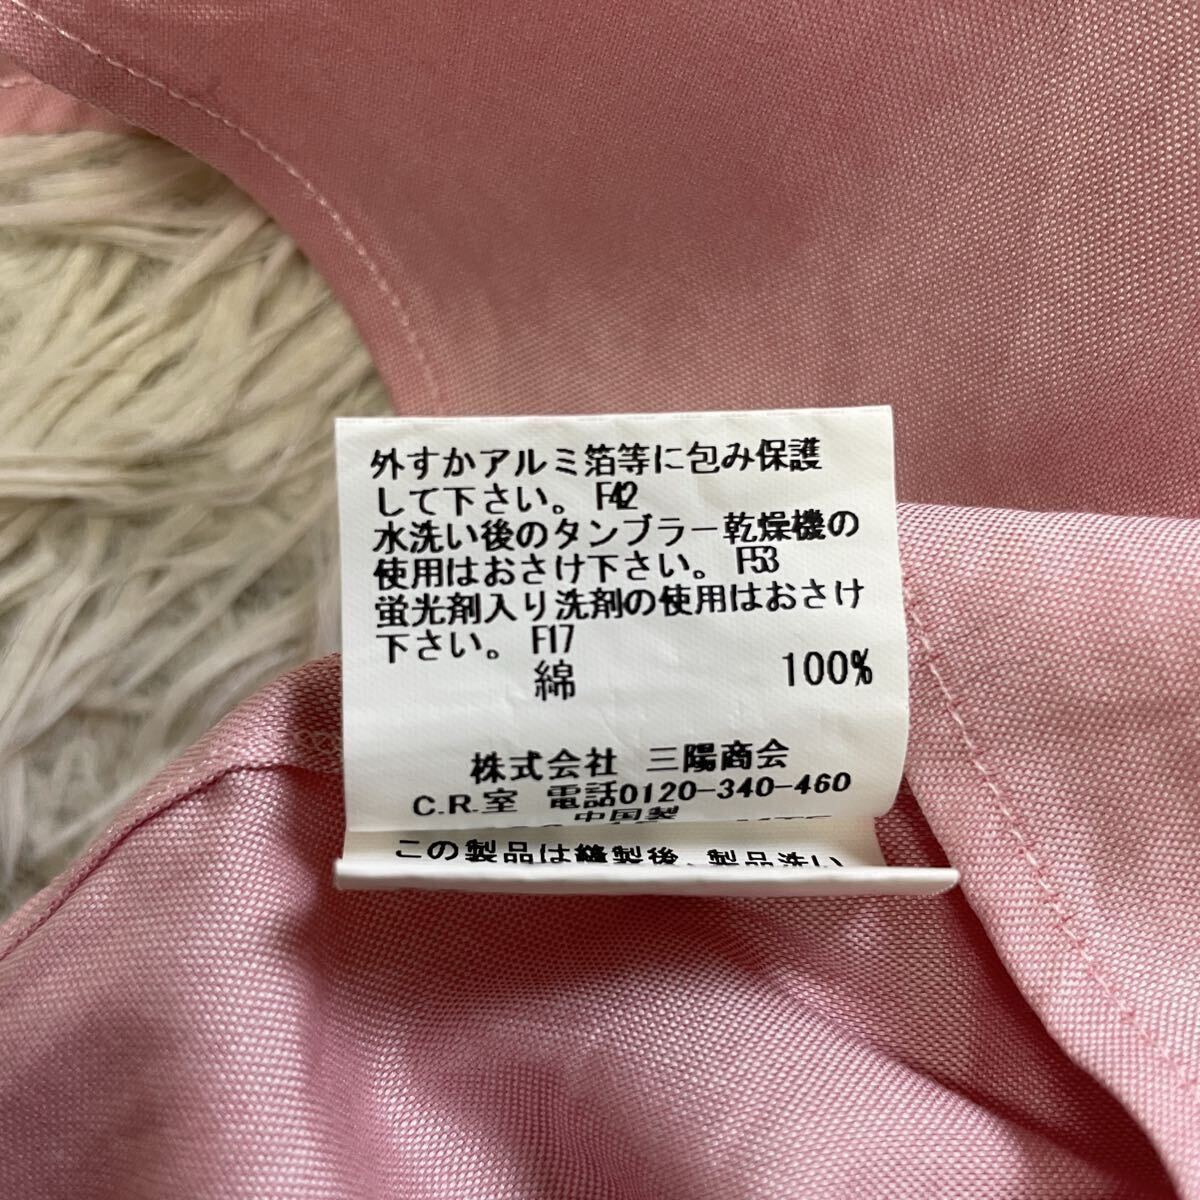 外すかアルミ箔等に包み保護
して下さい。 F42
水洗い後のタンブラー乾燥機の
使用はおさけ下さい。 F53
蛍光剤入り洗剤の使用はおさけ
下さい。 F17
綿 100%
株式会社 三陽商会
C.R.室 電話0120-340-460
中国製
この製品は縫製後、製品洗い